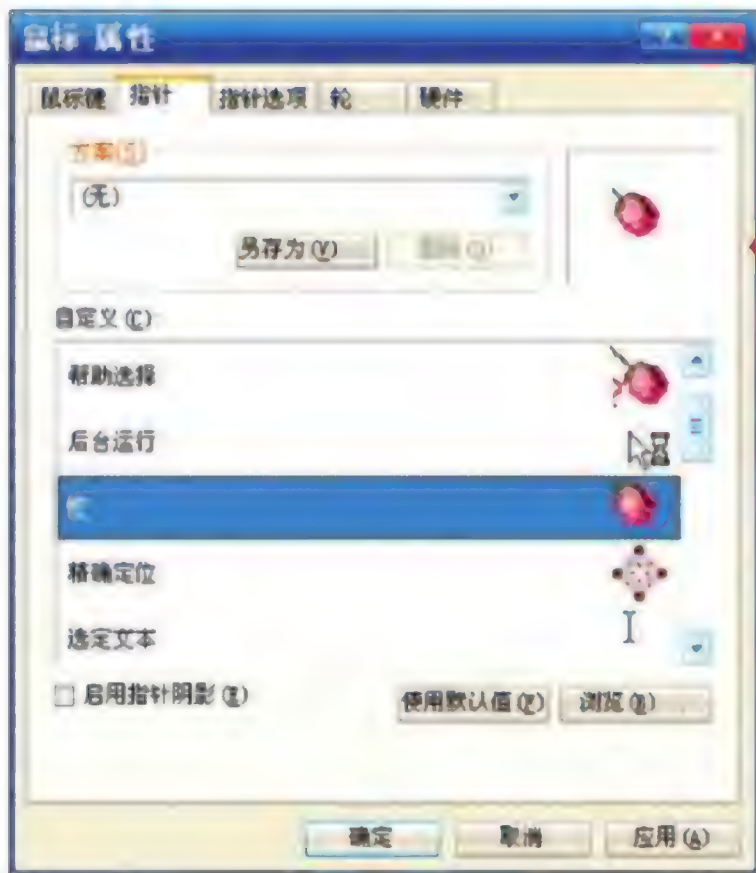 鼠标 属性
鼠标键 指针 指针选项 轮 硬件
方案(S)
(无)
另存为(V)
自定义(C)
帮助选择
后台运行
忙
精确定位
选定文本
启用指针阴影(E) 使用默认值(F) 浏览(B)
确定 取消 应用(A)